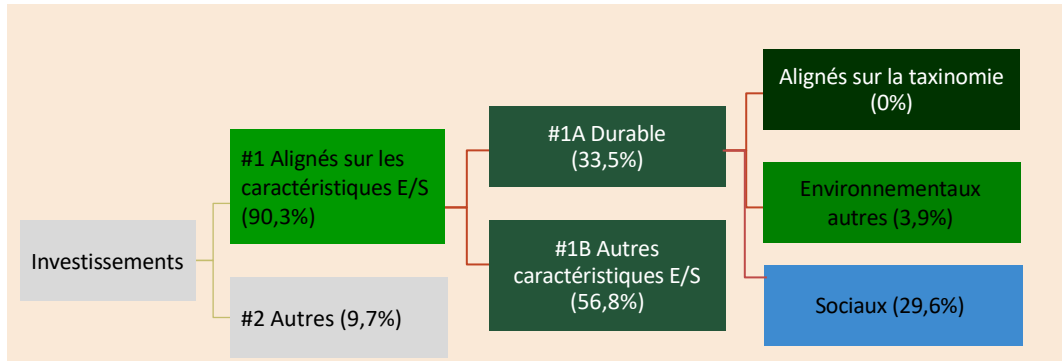 Investissements
#1 Alignés sur les
caractéristiques E/S
(90,3%)
#2 Autres (9,7%)
#1A Durable
(33,5%)
#1B Autres
caractéristiques E/S
(56,8%)
Alignés sur la taxinomie
(0%)
Environnementaux
autres (3,9%)
Sociaux (29,6%)